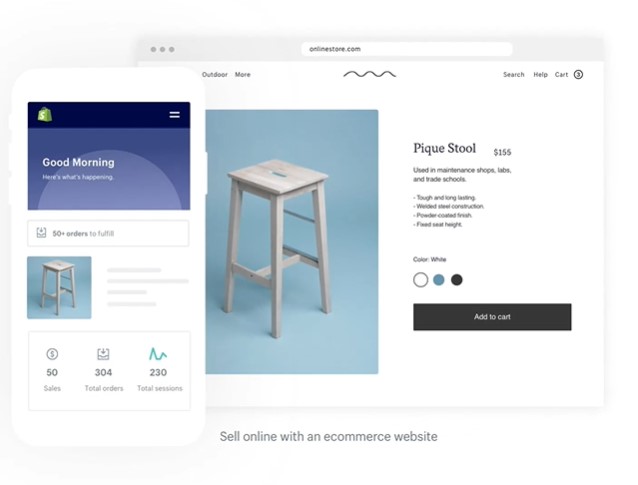 onlinestore.com
Outdoor More
Search Help Cart 3
Good Morning
Here's what's happening.
50+ orders to fulfill
50 304 230
Sales Total orders Total sessions
Pique Stool $155
Used in maintenance shops, labs,
and trade schools.
- Tough and long lasting.
- Welded steel construction.
- Powder-coated finish.
- Fixed seat height.
Color: White
Add to cart
Sell online with an ecommerce website